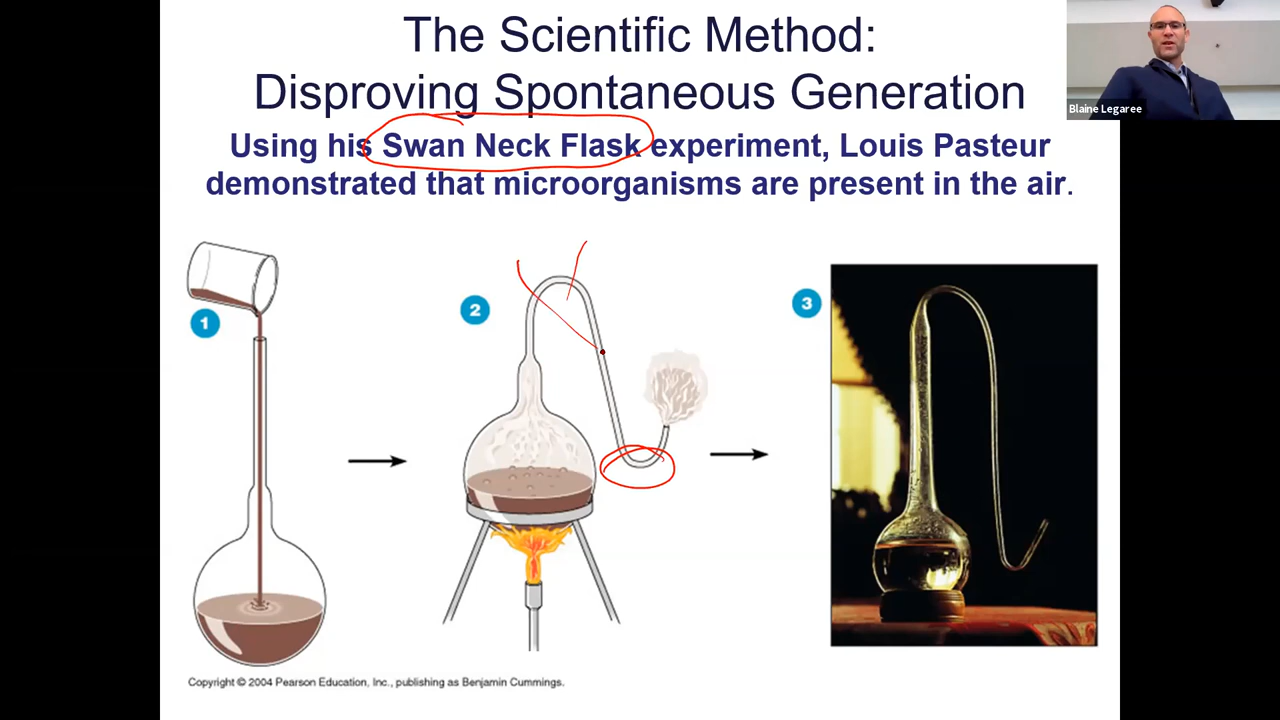 The Scientific Method:
Disproving Spontaneous Generation
Using his Swan Neck Flask experiment, Louis Pasteur
demonstrated that microorganisms are present in the air.
Blaine Legaree
1
2
3
Copyright © 2004 Pearson Education, Inc., publishing as Benjamin Cummings.